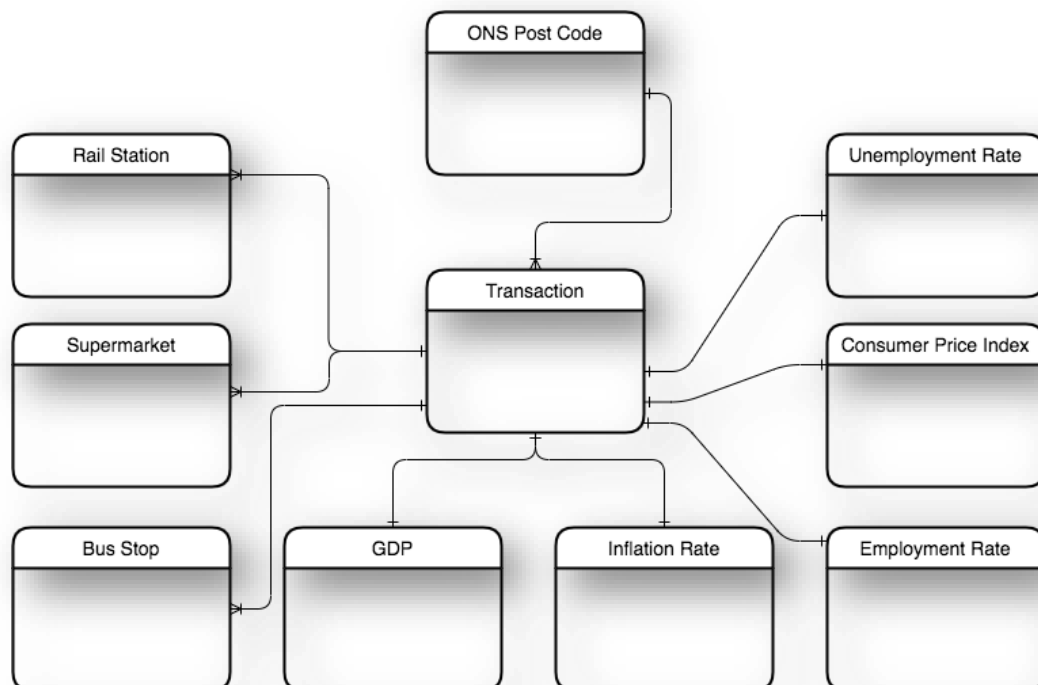 ONS Post Code
Rail Station
Unemployment Rate
Transaction
Supermarket
Consumer Price Index
Bus Stop
GDP
Inflation Rate
Employment Rate